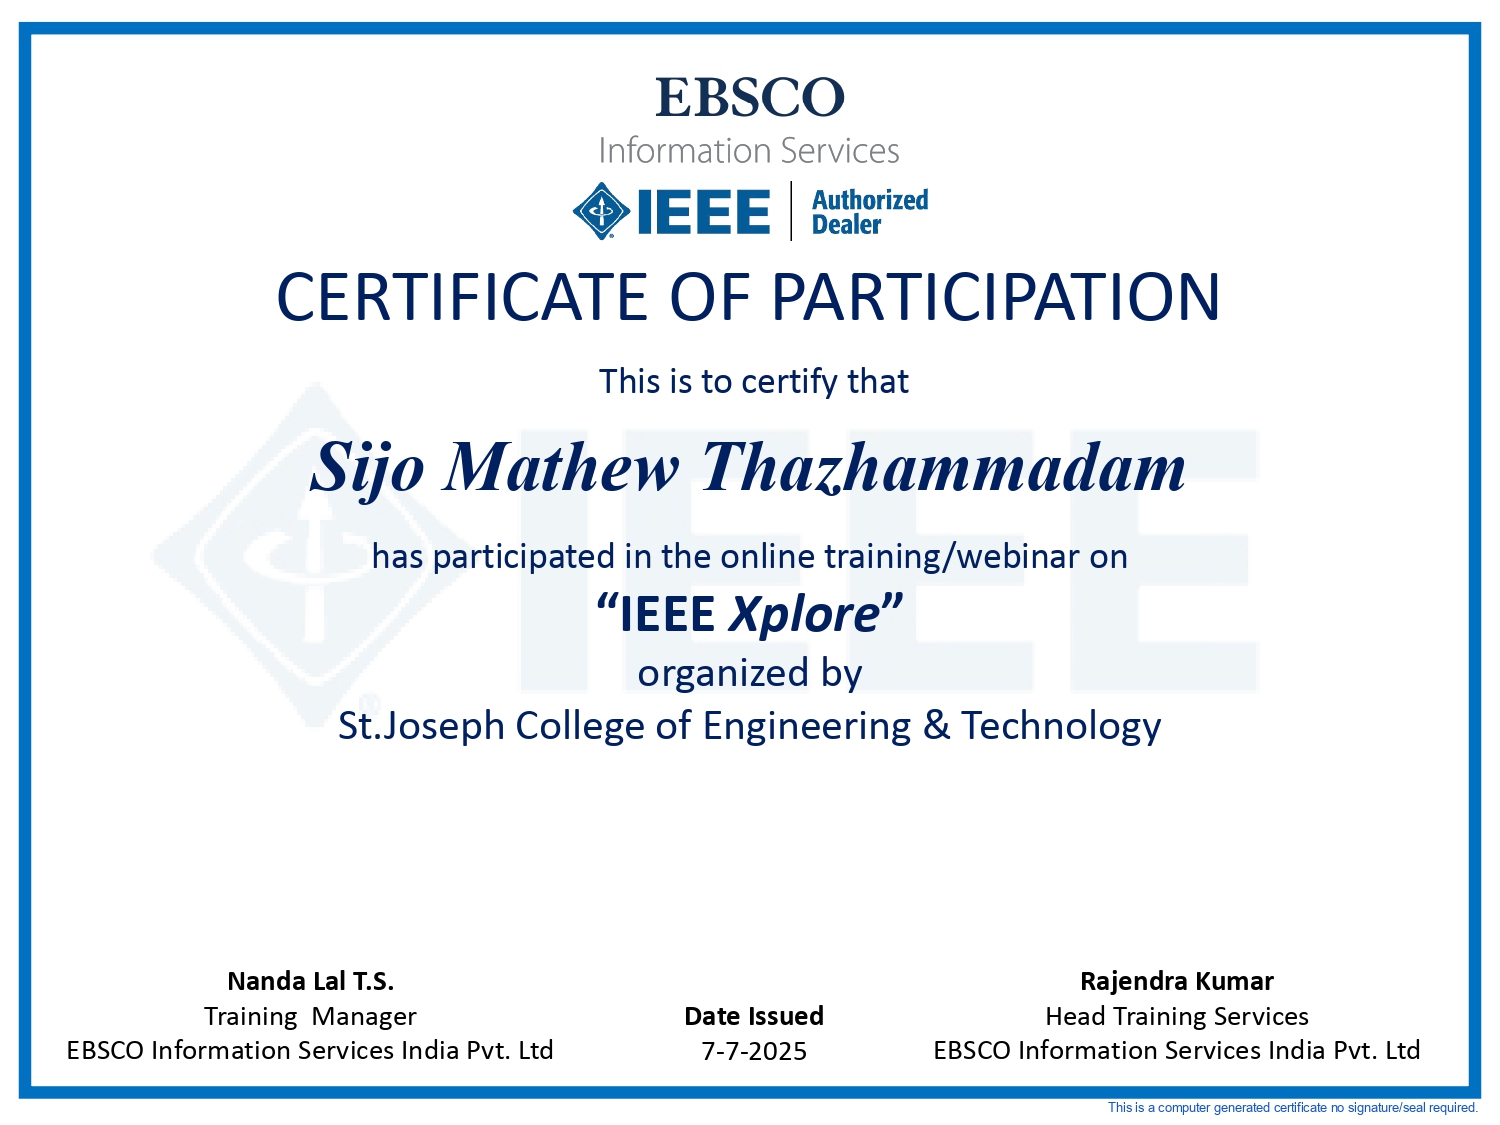 EBSCO
Information Services
IEEE | Authorized Dealer
CERTIFICATE OF PARTICIPATION
This is to certify that
Sijo Mathew Thazhammadam
has participated in the online training/webinar on
“IEEE Xplore”
organized by
St.Joseph College of Engineering & Technology
Nanda Lal T.S.
Training  Manager
EBSCO Information Services India Pvt. Ltd
Date Issued
7-7-2025
Rajendra Kumar
Head Training Services
EBSCO Information Services India Pvt. Ltd
This is a computer generated certificate no signature/seal required.